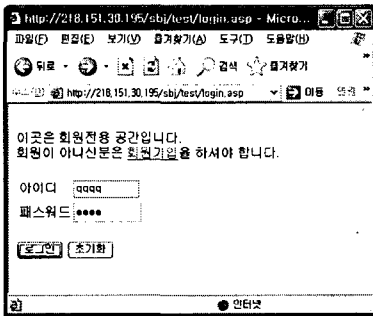 http://218.151.30.195/sbj/test/login.asp - Micro...
파일(F) 편집(E) 보기(V) 즐겨찾기(A) 도구(T) 도움말(H)
뒤로 검색 즐겨찾기
http://218.151.30.195/sbj/test/login.asp 이동
이곳은 회원전용 공간입니다.
회원이 아니신분은 회원가입을 하셔야 합니다.
아이디 qqqq
패스워드 ●●●●
로그인 초기화
인터넷